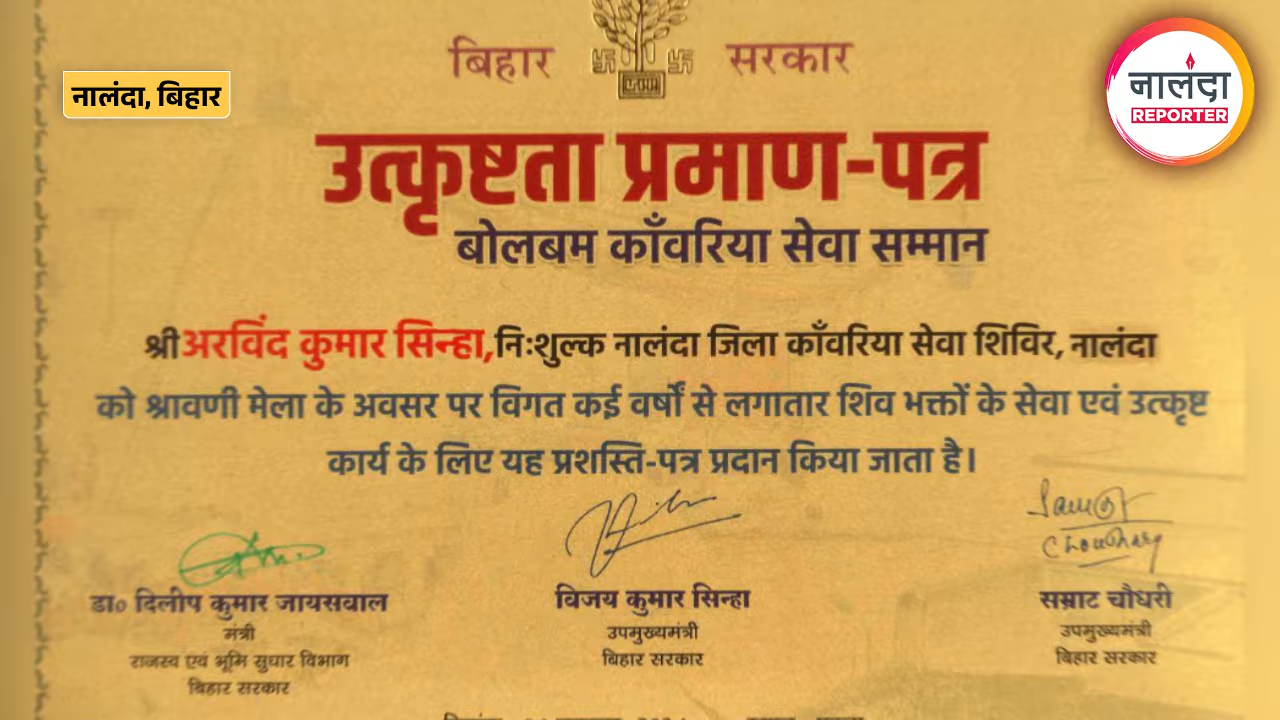 बिहार सरकार
नालंदा, बिहार
नालंदा
REPORTER
उत्कृष्टता प्रमाण-पत्र
बोलबम काँवरिया सेवा सम्मान
श्री अरविंद कुमार सिन्हा, निःशुल्क नालंदा जिला काँवरिया सेवा शिविर, नालंदा
को श्रावणी मेला के अवसर पर विगत कई वर्षों से लगातार शिव भक्तों के सेवा एवं उत्कृष्ट
कार्य के लिए यह प्रशस्ति-पत्र प्रदान किया जाता है।
Samrat
Choudhary
डा० दिलीप कुमार जायसवाल
मंत्री
राजस्व एवं भूमि सुधार विभाग
बिहार सरकार
विजय कुमार सिन्हा
उपमुख्यमंत्री
बिहार सरकार
सम्राट चौधरी
उपमुख्यमंत्री
बिहार सरकार